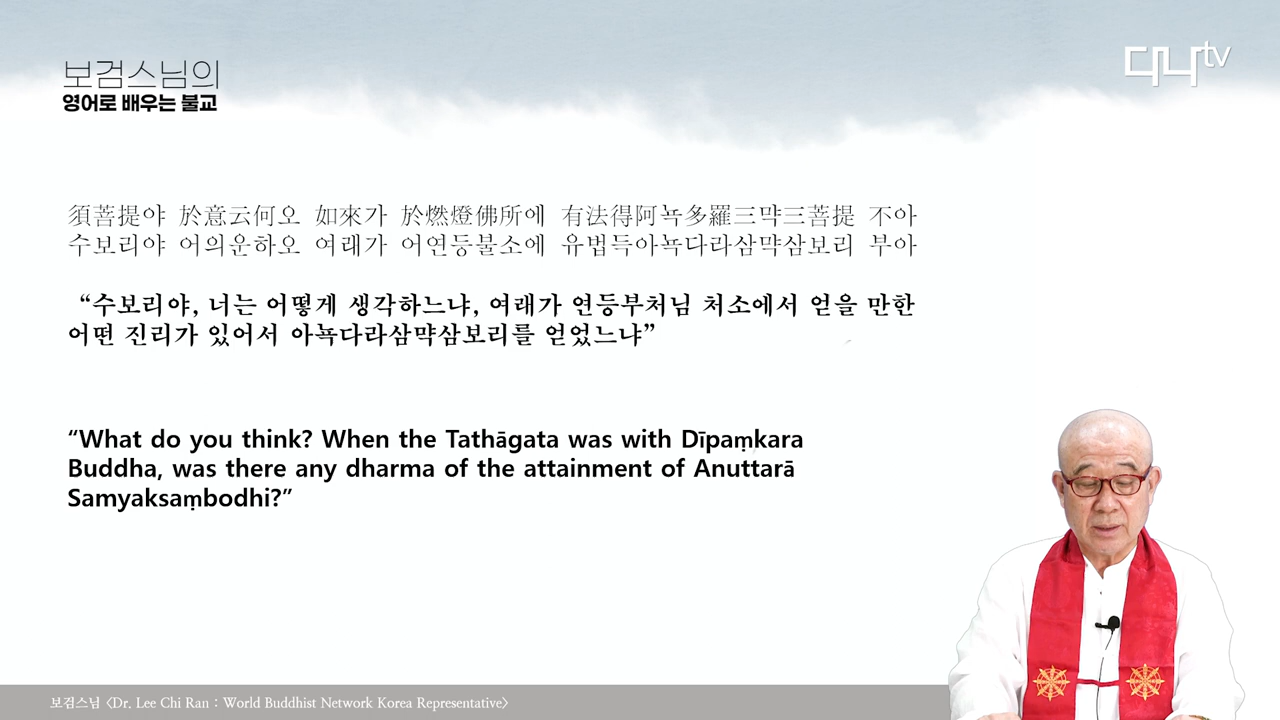 보검스님의
영어로 배우는 불교
디나tv
須菩提야 於意云何오 如來가 於燃燈佛所에 有法得阿뇩多羅三먁三菩提 不아
수보리야 어의운하오 여래가 어연등불소에 유법득아뇩다라삼먁삼보리 부아
“수보리야, 너는 어떻게 생각하느냐, 여래가 연등부처님 처소에서 얻을 만한
어떤 진리가 있어서 아뇩다라삼먁삼보리를 얻었느냐”
“What do you think? When the Tathāgata was with Dīpaṃkara
Buddha, was there any dharma of the attainment of Anuttarā
Samyaksaṃbodhi?”
보검스님 <Dr. Lee Chi Ran : World Buddhist Network Korea Representative>